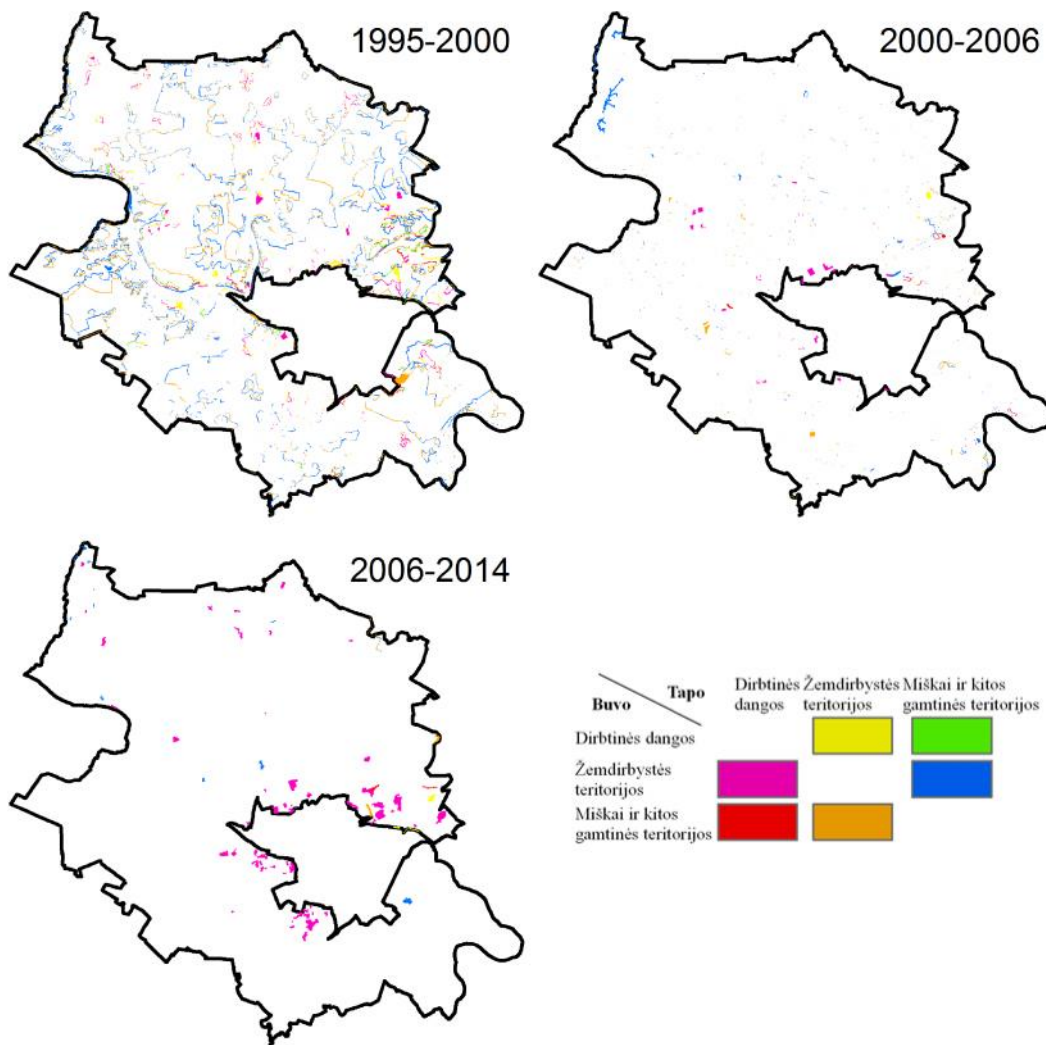 1995-2000
2000-2006
2006-2014
Tapo
Buvo
Dirbtinės
dangos
Žemdirbystės
teritorijos
Miškai ir kitos
gamtinės teritorijos
Dirbtinės dangos
Žemdirbystės
teritorijos
Miškai ir kitos
gamtinės teritorijos